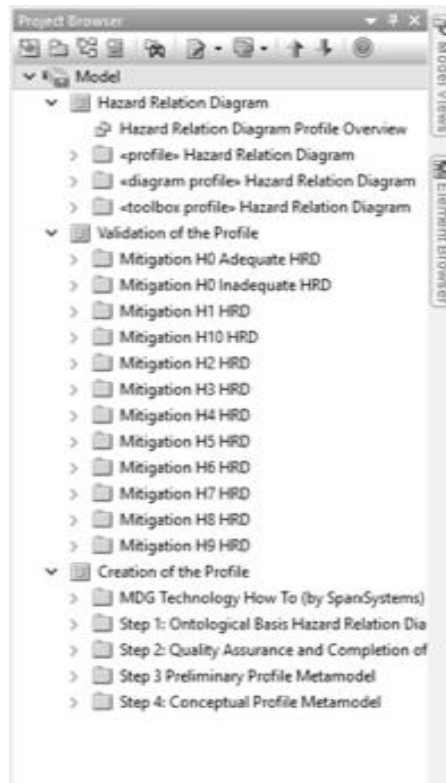 Project Browser
Model
Hazard Relation Diagram
Hazard Relation Diagram Profile Overview
«profile» Hazard Relation Diagram
«diagram profile» Hazard Relation Diagram
«toolbox profile» Hazard Relation Diagram
Validation of the Profile
Mitigation H0 Adequate HRD
Mitigation H0 Inadequate HRD
Mitigation H1 HRD
Mitigation H10 HRD
Mitigation H2 HRD
Mitigation H3 HRD
Mitigation H4 HRD
Mitigation H5 HRD
Mitigation H6 HRD
Mitigation H7 HRD
Mitigation H8 HRD
Mitigation H9 HRD
Creation of the Profile
MDG Technology How To (by SparxSystems)
Step 1: Ontological Basis Hazard Relation Dia
Step 2: Quality Assurance and Completion of
Step 3 Preliminary Profile Metamodel
Step 4: Conceptual Profile Metamodel
Model Views
Element Browser